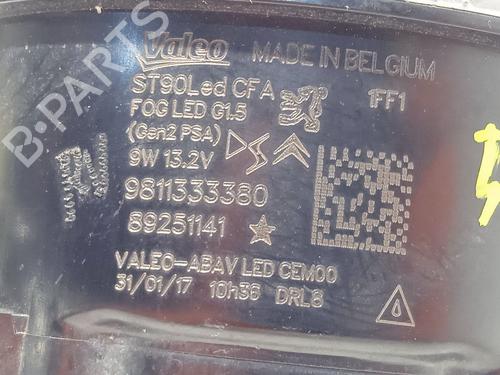 Valeo MADE IN BELGIUM
ST90Led CFA 1FF1
FOG LED G1.5
(Gen2 PSA) DS
9W 13.2V
9811333380
89251141
VALEO-ABAV LED CEM00
31/01/17 10h36 DRL8
B-PARTS